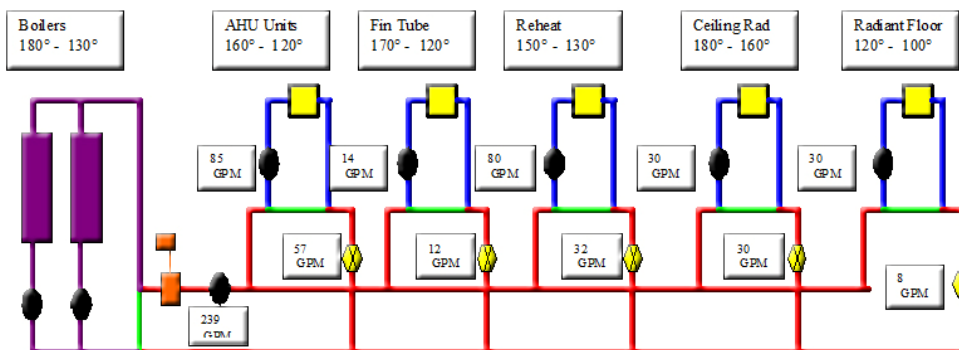 Boilers
180° - 130°
AHU Units
160° - 120°
Fin Tube
170° - 120°
Reheat
150° - 130°
Ceiling Rad
180° - 160°
Radiant Floor
120° - 100°
85
GPM
14
GPM
80
GPM
30
GPM
30
GPM
57
GPM
12
GPM
32
GPM
30
GPM
8
GPM
239
GPM